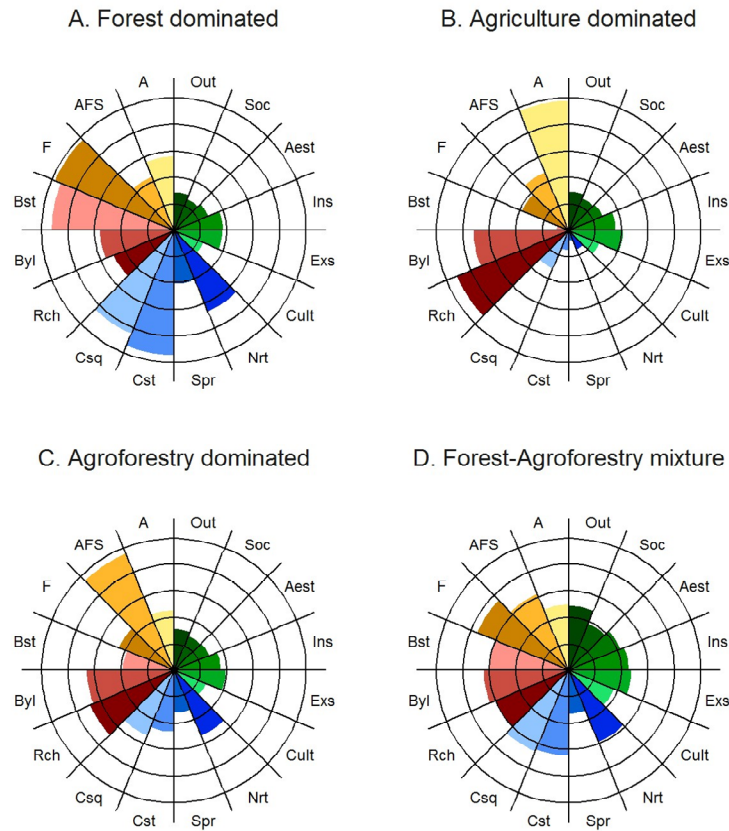 A. Forest dominated
B. Agriculture dominated
A Out
AFS Soc
F Aest
Bst Ins
Byl Exs
Rch Cult
Csq Nrt
Cst Spr
A Out
AFS Soc
F Aest
Bst Ins
Byl Exs
Rch Cult
Csq Nrt
Cst Spr
C. Agroforestry dominated
D. Forest-Agroforestry mixture
A Out
AFS Soc
F Aest
Bst Ins
Byl Exs
Rch Cult
Csq Nrt
Cst Spr
A Out
AFS Soc
F Aest
Bst Ins
Byl Exs
Rch Cult
Csq Nrt
Cst Spr